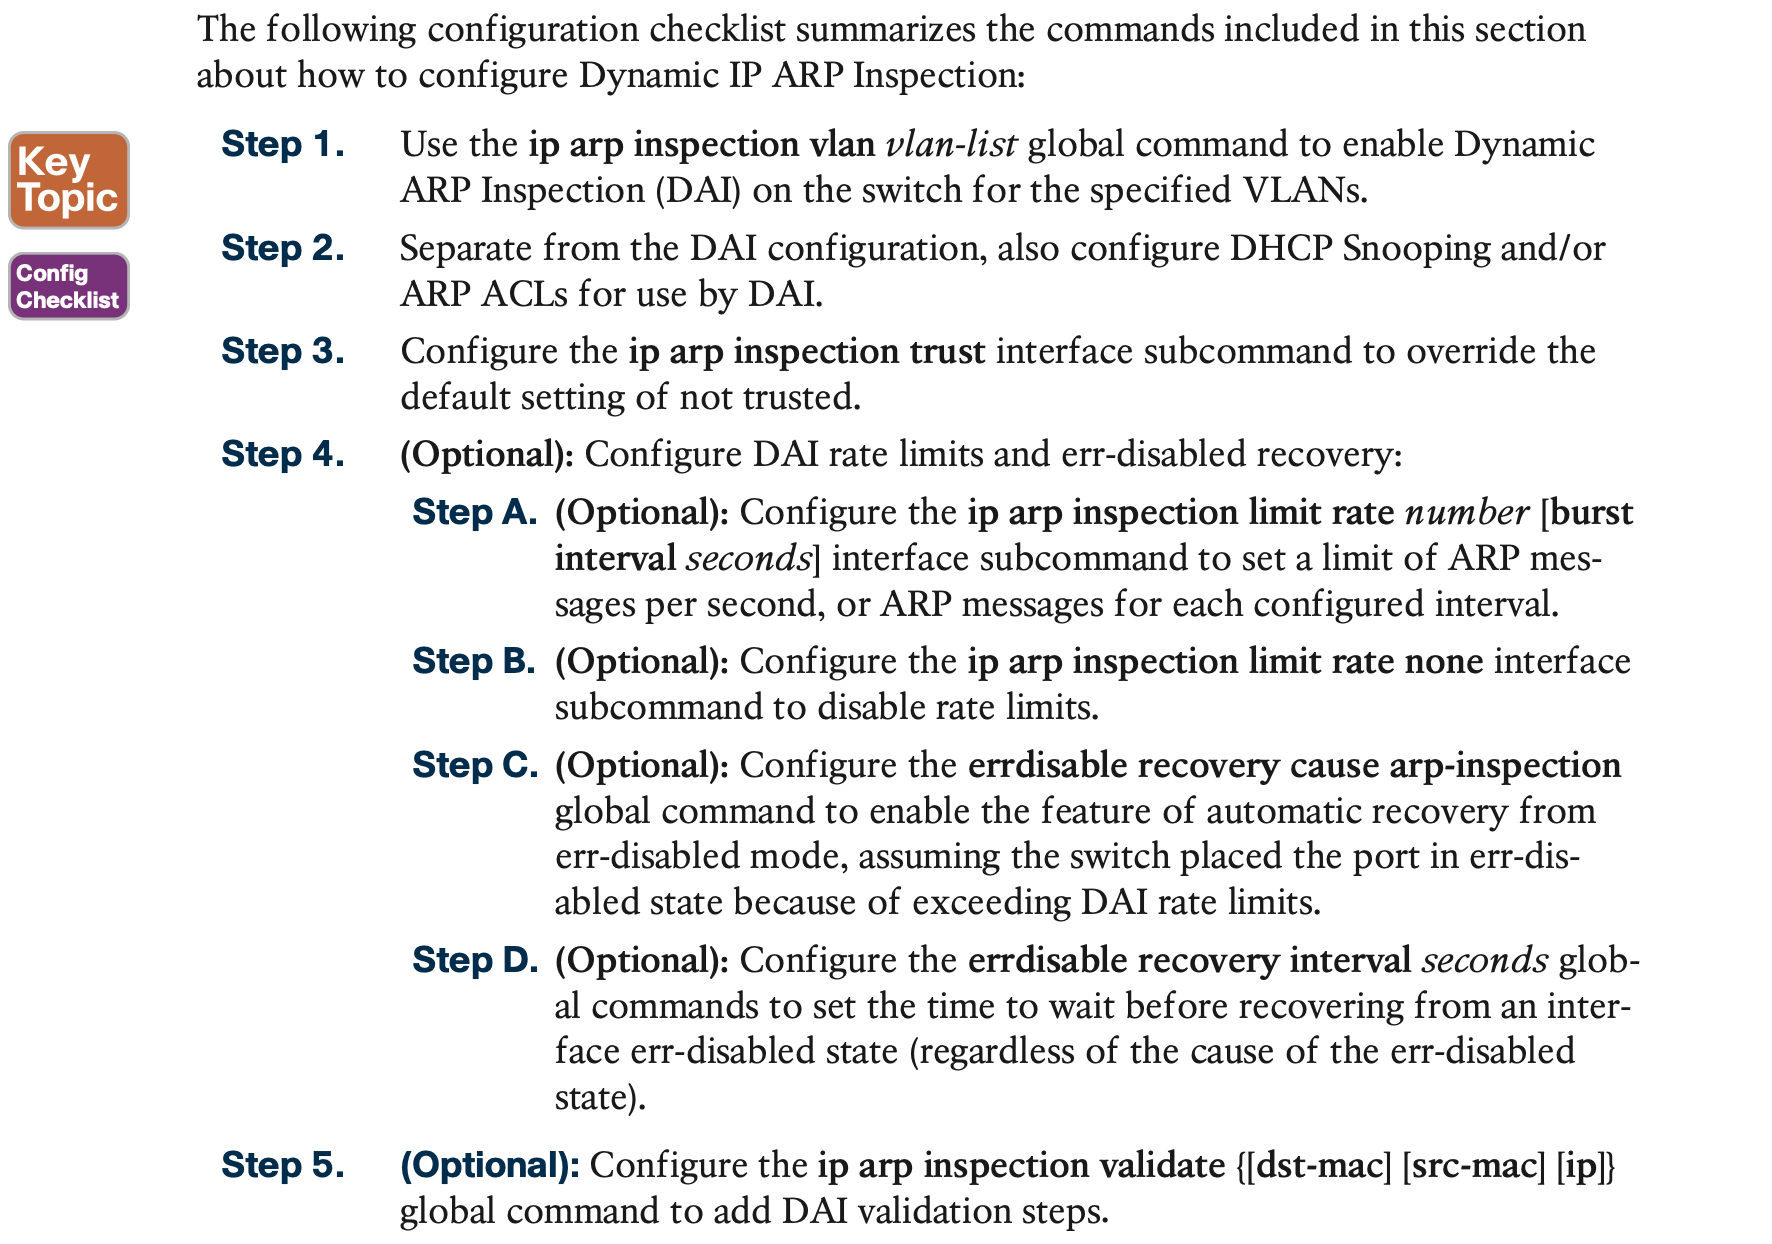 The following configuration checklist summarizes the commands included in this section
about how to configure Dynamic IP ARP Inspection:
Key
Topic
Config
Checklist
Step 1. Use the ip arp inspection vlan vlan-list global command to enable Dynamic
ARP Inspection (DAI) on the switch for the specified VLANs.
Step 2. Separate from the DAI configuration, also configure DHCP Snooping and/or
ARP ACLs for use by DAI.
Step 3. Configure the ip arp inspection trust interface subcommand to override the
default setting of not trusted.
Step 4. (Optional): Configure DAI rate limits and err-disabled recovery:
Step A. (Optional): Configure the ip arp inspection limit rate number [burst
interval seconds] interface subcommand to set a limit of ARP mes-
sages per second, or ARP messages for each configured interval.
Step B. (Optional): Configure the ip arp inspection limit rate none interface
subcommand to disable rate limits.
Step C. (Optional): Configure the errdisable recovery cause arp-inspection
global command to enable the feature of automatic recovery from
err-disabled mode, assuming the switch placed the port in err-dis-
abled state because of exceeding DAI rate limits.
Step D. (Optional): Configure the errdisable recovery interval seconds glob-
al commands to set the time to wait before recovering from an inter-
face err-disabled state (regardless of the cause of the err-disabled
state).
Step 5. (Optional): Configure the ip arp inspection validate {[dst-mac] [src-mac] [ip]}
global command to add DAI validation steps.